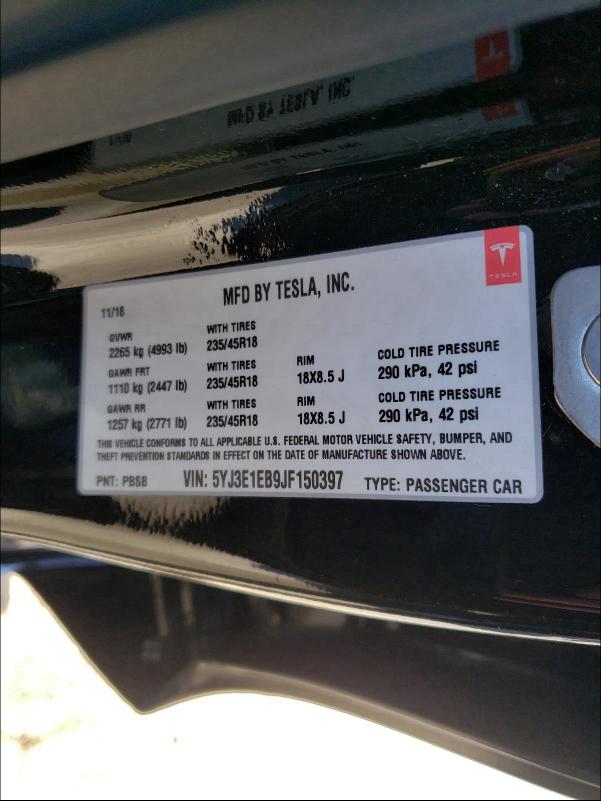 MFD BY TESLA, INC.
TESLA
11/18
GVWR WITH TIRES
2265 kg (4993 lb) 235/45R18
GAWR FRT WITH TIRES RIM COLD TIRE PRESSURE
1110 kg (2447 lb) 235/45R18 18X8.5 J 290 kPa, 42 psi
GAWR RR WITH TIRES RIM COLD TIRE PRESSURE
1257 kg (2771 lb) 235/45R18 18X8.5 J 290 kPa, 42 psi
THIS VEHICLE CONFORMS TO ALL APPLICABLE U.S. FEDERAL MOTOR VEHICLE SAFETY, BUMPER, AND
THEFT PREVENTION STANDARDS IN EFFECT ON THE DATE OF MANUFACTURE SHOWN ABOVE.
PNT: PBSB VIN: 5YJ3E1EB9JF150397 TYPE: PASSENGER CAR